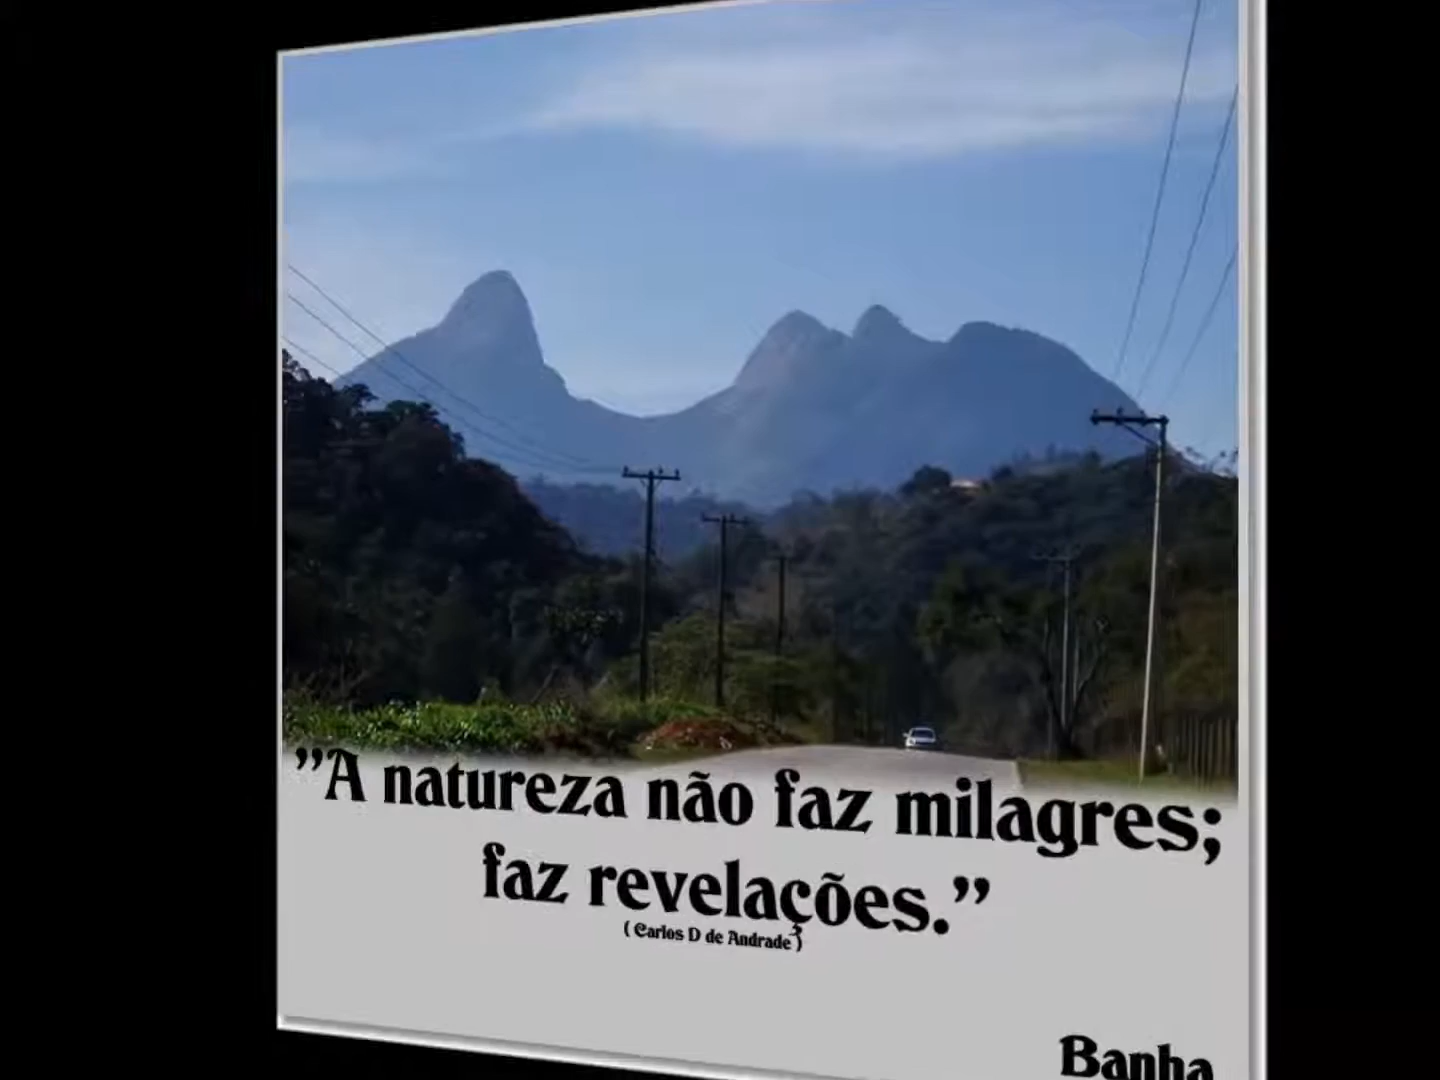 ”A natureza não faz milagres;
faz revelações.”
( Carlos D de Andrade )
Banha